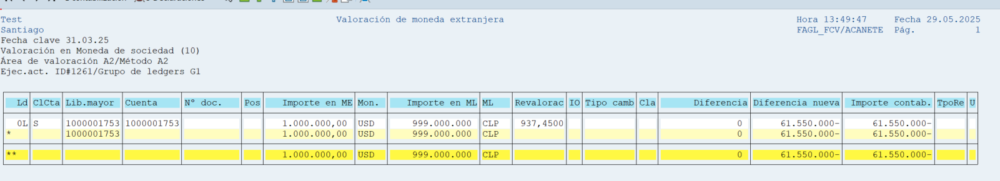 Test Valoración de moneda extranjera Hora 13:49:47 Fecha 29.05.2025
Santiago FAGL_FCV/ACANETE Pág. 1
Fecha clave 31.03.25
Valoración en Moneda de sociedad (10)
Área de valoración A2/Método A2
Ejec.act. ID#1261/Grupo de ledgers G1
Ld ClCta Lib.mayor Cuenta N° doc. Pos Importe en ME Mon. Importe en ML ML Revalorac IO Tipo camb Cla Diferencia Diferencia nueva Importe contab. TpoRe U
0L S 1000001753 1000001753 1.000.000,00 USD 999.000.000 CLP 937,4500 0 61.550.000- 61.550.000-
* 1000001753 1.000.000,00 USD 999.000.000 CLP 0 61.550.000- 61.550.000-
** 1.000.000,00 USD 999.000.000 CLP 0 61.550.000- 61.550.000-